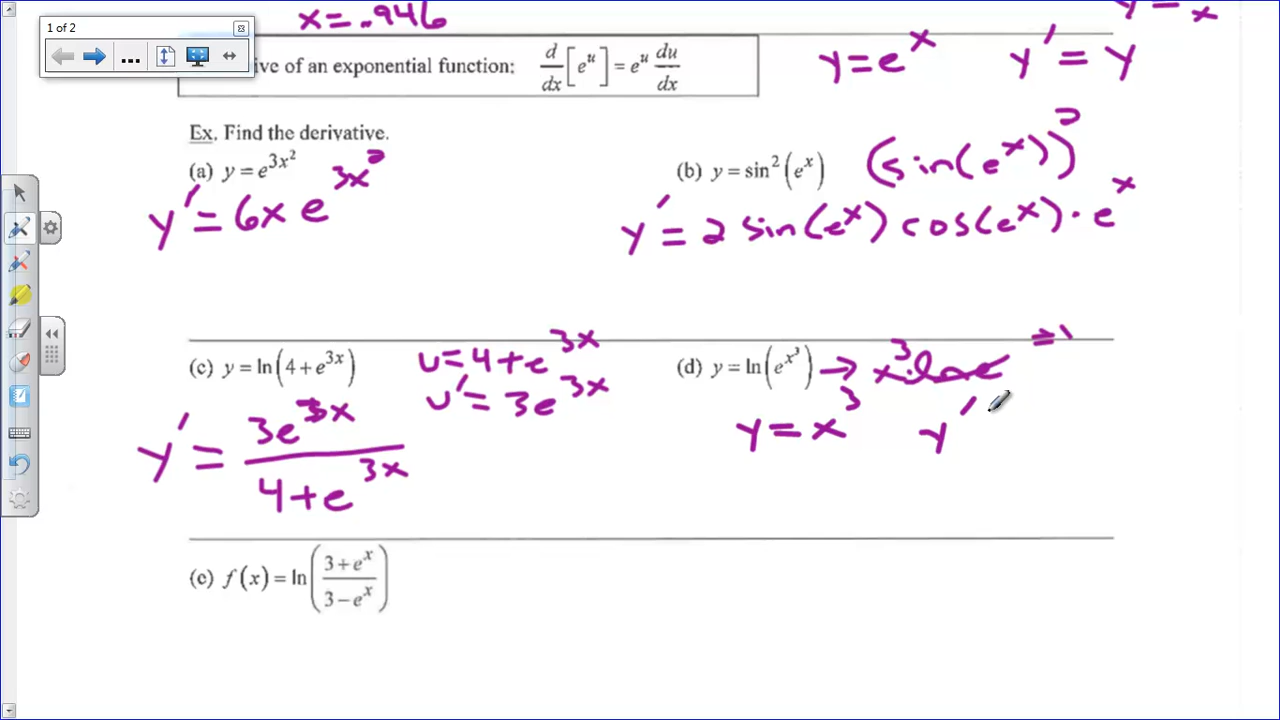 x = .946
y = x
1 of 2
ive of an exponential function: d/dx [e^u] = e^u du/dx
y = e^x y' = y
Ex. Find the derivative.
(a) y = e^{3x^2}
y' = 6x e^{3x^2}
(b) y = sin^2(e^x) (sin(e^x))^2
y' = 2 sin(e^x) cos(e^x) · e^x
(c) y = ln(4 + e^{3x}) u = 4 + e^{3x}
u' = 3e^{3x}
y' = 3e^{3x} / 4 + e^{3x}
(d) y = ln(e^{x^3}) → x^3 · ln e = 1
y = x^3 y'
(e) f(x) = ln(3 + e^x / 3 − e^x)